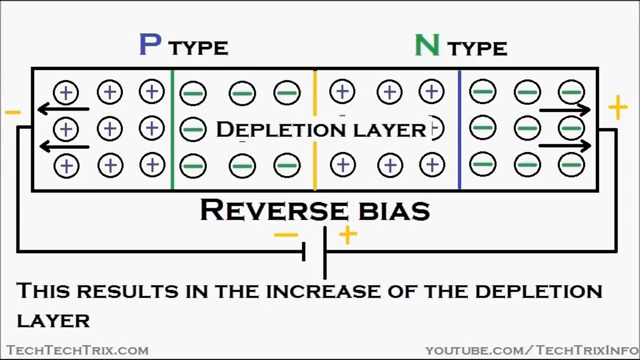 P TYPE
N TYPE
DEPLETION LAYER
REVERSE BIAS
THIS RESULTS IN THE INCREASE OF THE DEPLETION
LAYER
TECHTECHTRIX.COM
YOUTUBE.COM/TECHTRIXINFO